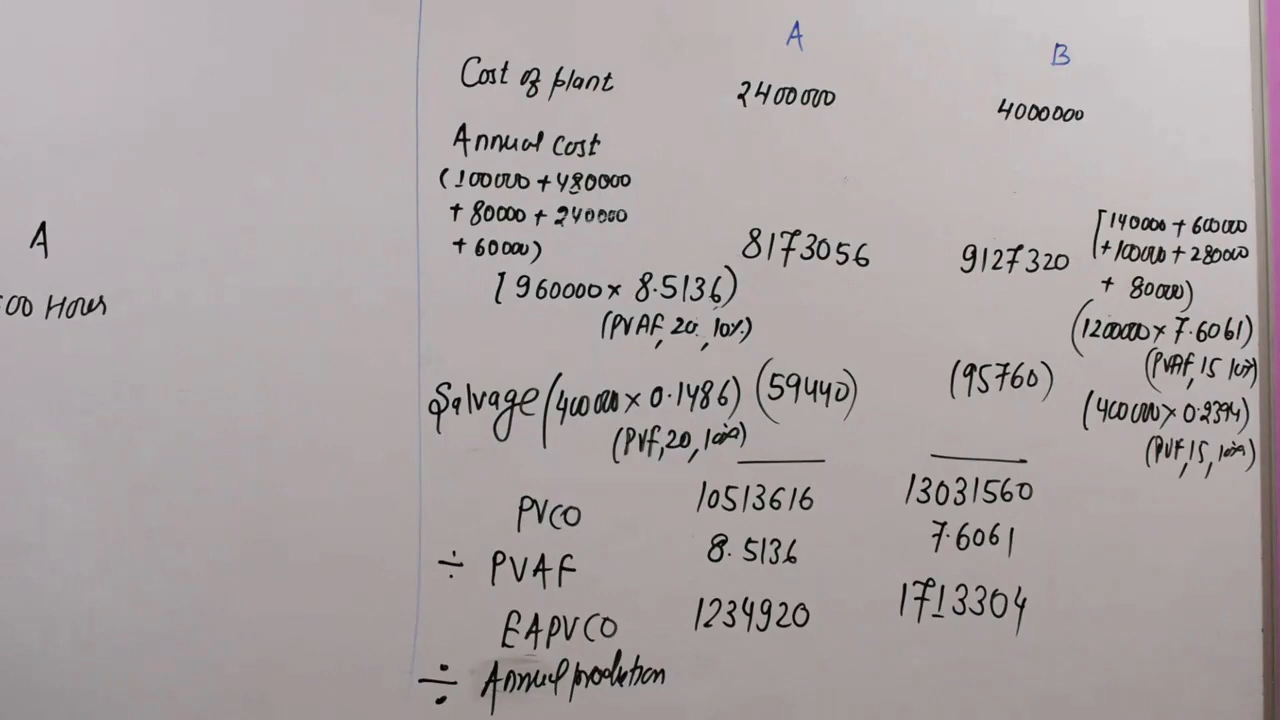 A B
Cost of plant 2400000 4000000
Annual cost
(100000 + 480000
+ 80000 + 240000
+ 60000) 8173056 9127320 [140000 + 600000
+ 100000 + 280000
+ 80000)
[960000 × 8.5136) (1200000 × 7.6061)
(PVAF, 20, 10%) (PVAF, 15 10%)
Salvage (400000 × 0.1486) (59440) (95760) (400000 × 0.2394)
(PVF, 20, 10%) (PVF, 15, 10%)
PVCO 10513616 13031560
÷ PVAF 8.5136 7.6061
EAPVCO 1234920 1713304
÷ Annual production
A
00 Hours